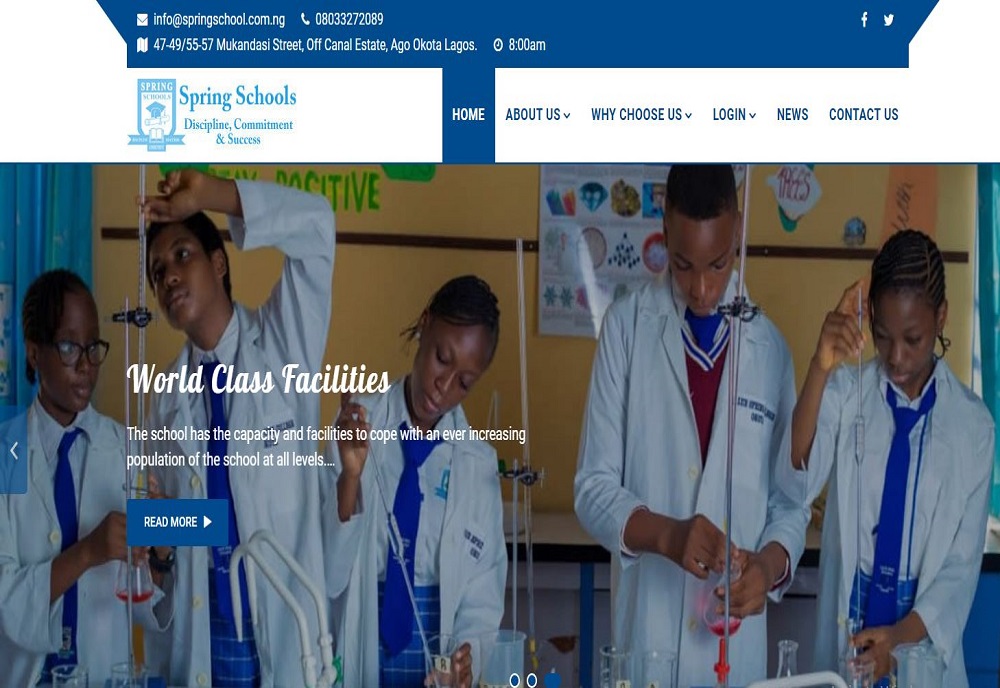 info@springschool.com.ng 08033272089
47-49/55-57 Mukandasi Street, Off Canal Estate, Ago Okota Lagos. 8:00am
SPRING
SCHOOLS
Spring Schools
Discipline, Commitment
& Success
HOME ABOUT US WHY CHOOSE US LOGIN NEWS CONTACT US
POSITIVE
TREES
World Class Facilities
The school has the capacity and facilities to cope with an ever increasing
population of the school at all levels....
READ MORE